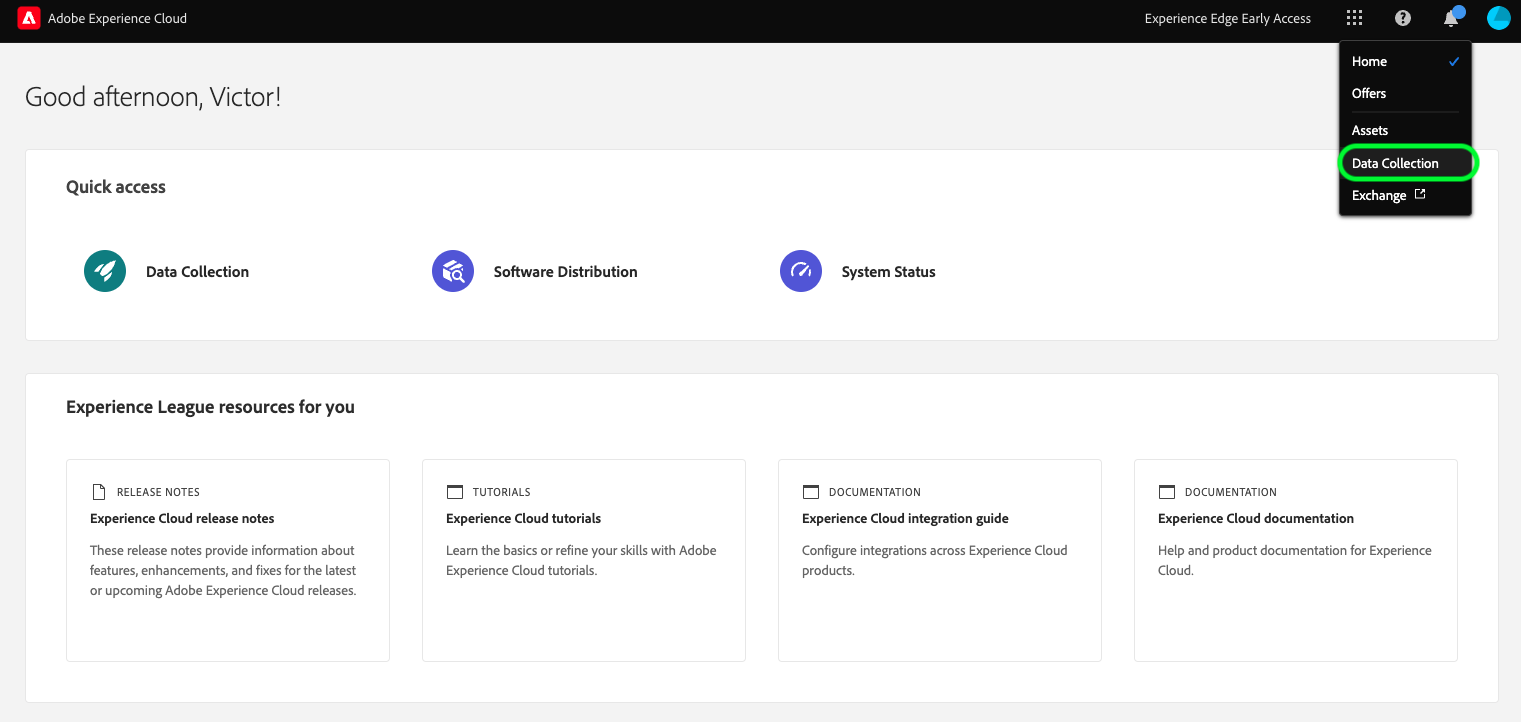 Adobe Experience Cloud
Experience Edge Early Access
Home
Offers
Assets
Data Collection
Exchange
Good afternoon, Victor!
Quick access
Data Collection
Software Distribution
System Status
Experience League resources for you
RELEASE NOTES
Experience Cloud release notes
These release notes provide information about
features, enhancements, and fixes for the latest
or upcoming Adobe Experience Cloud releases.
TUTORIALS
Experience Cloud tutorials
Learn the basics or refine your skills with Adobe
Experience Cloud tutorials.
DOCUMENTATION
Experience Cloud integration guide
Configure integrations across Experience Cloud
products.
DOCUMENTATION
Experience Cloud documentation
Help and product documentation for Experience
Cloud.